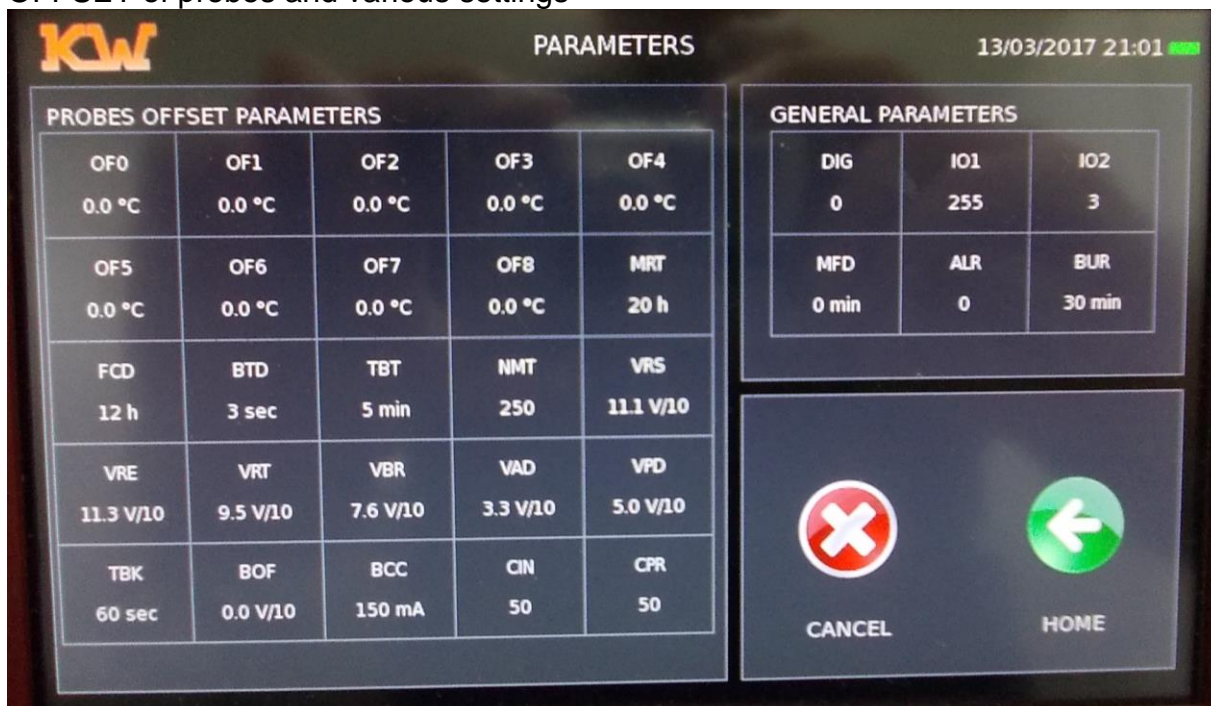 OFFSET of probes and various settings
KW
PARAMETERS
13/03/2017 21:01
PROBES OFFSET PARAMETERS
OF0 OF1 OF2 OF3 OF4
0.0 °C 0.0 °C 0.0 °C 0.0 °C 0.0 °C
OF5 OF6 OF7 OF8 MRT
0.0 °C 0.0 °C 0.0 °C 0.0 °C 20 h
FCD BTD TBT NMT VRS
12 h 3 sec 5 min 250 11.1 V/10
VRE VRT VBR VAD VPD
11.3 V/10 9.5 V/10 7.6 V/10 3.3 V/10 5.0 V/10
TBK BOF BCC CIN CPR
60 sec 0.0 V/10 150 mA 50 50
GENERAL PARAMETERS
DIG IO1 IO2
0 255 3
MFD ALR BUR
0 min 0 30 min
CANCEL
HOME